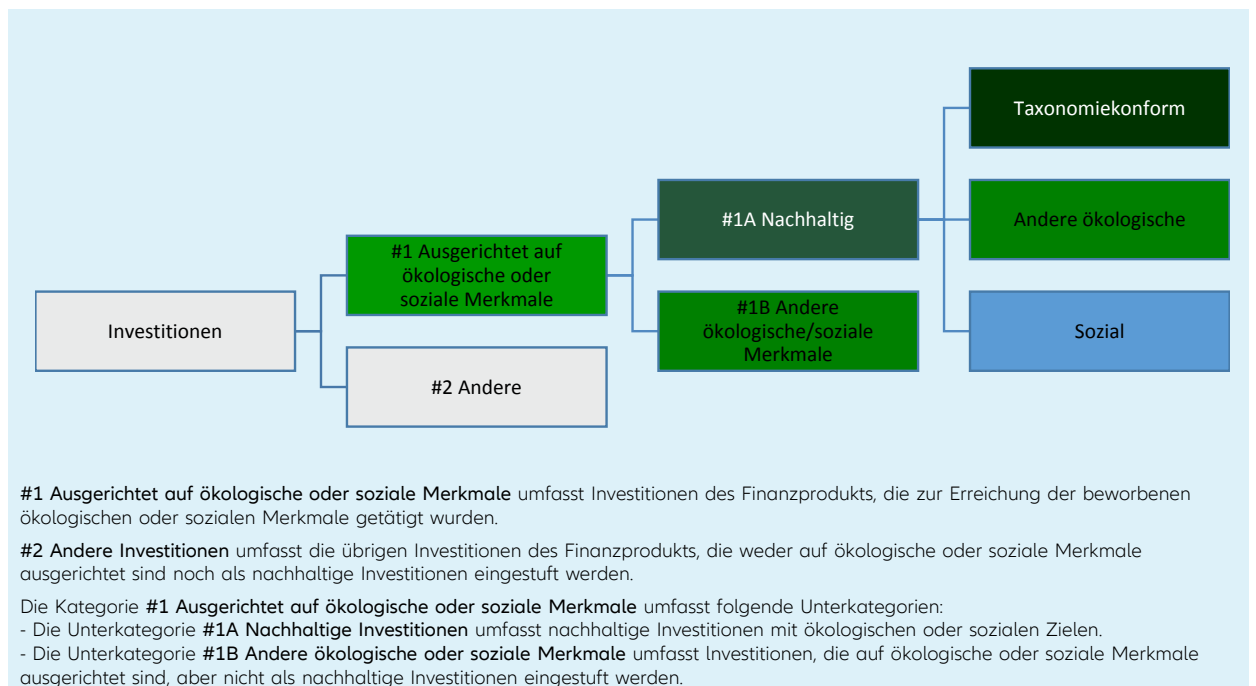 Taxonomiekonform
#1A Nachhaltig
Andere ökologische
#1 Ausgerichtet auf
ökologische oder
soziale Merkmale
#1B Andere
ökologische/soziale
Merkmale
Investitionen
Sozial
#2 Andere
#1 Ausgerichtet auf ökologische oder soziale Merkmale umfasst Investitionen des Finanzprodukts, die zur Erreichung der beworbenen
ökologischen oder sozialen Merkmale getätigt wurden.
#2 Andere Investitionen umfasst die übrigen Investitionen des Finanzprodukts, die weder auf ökologische oder soziale Merkmale
ausgerichtet sind noch als nachhaltige Investitionen eingestuft werden.
Die Kategorie #1 Ausgerichtet auf ökologische oder soziale Merkmale umfasst folgende Unterkategorien:
- Die Unterkategorie #1A Nachhaltige Investitionen umfasst nachhaltige Investitionen mit ökologischen oder sozialen Zielen.
- Die Unterkategorie #1B Andere ökologische oder soziale Merkmale umfasst Investitionen, die auf ökologische oder soziale Merkmale
ausgerichtet sind, aber nicht als nachhaltige Investitionen eingestuft werden.